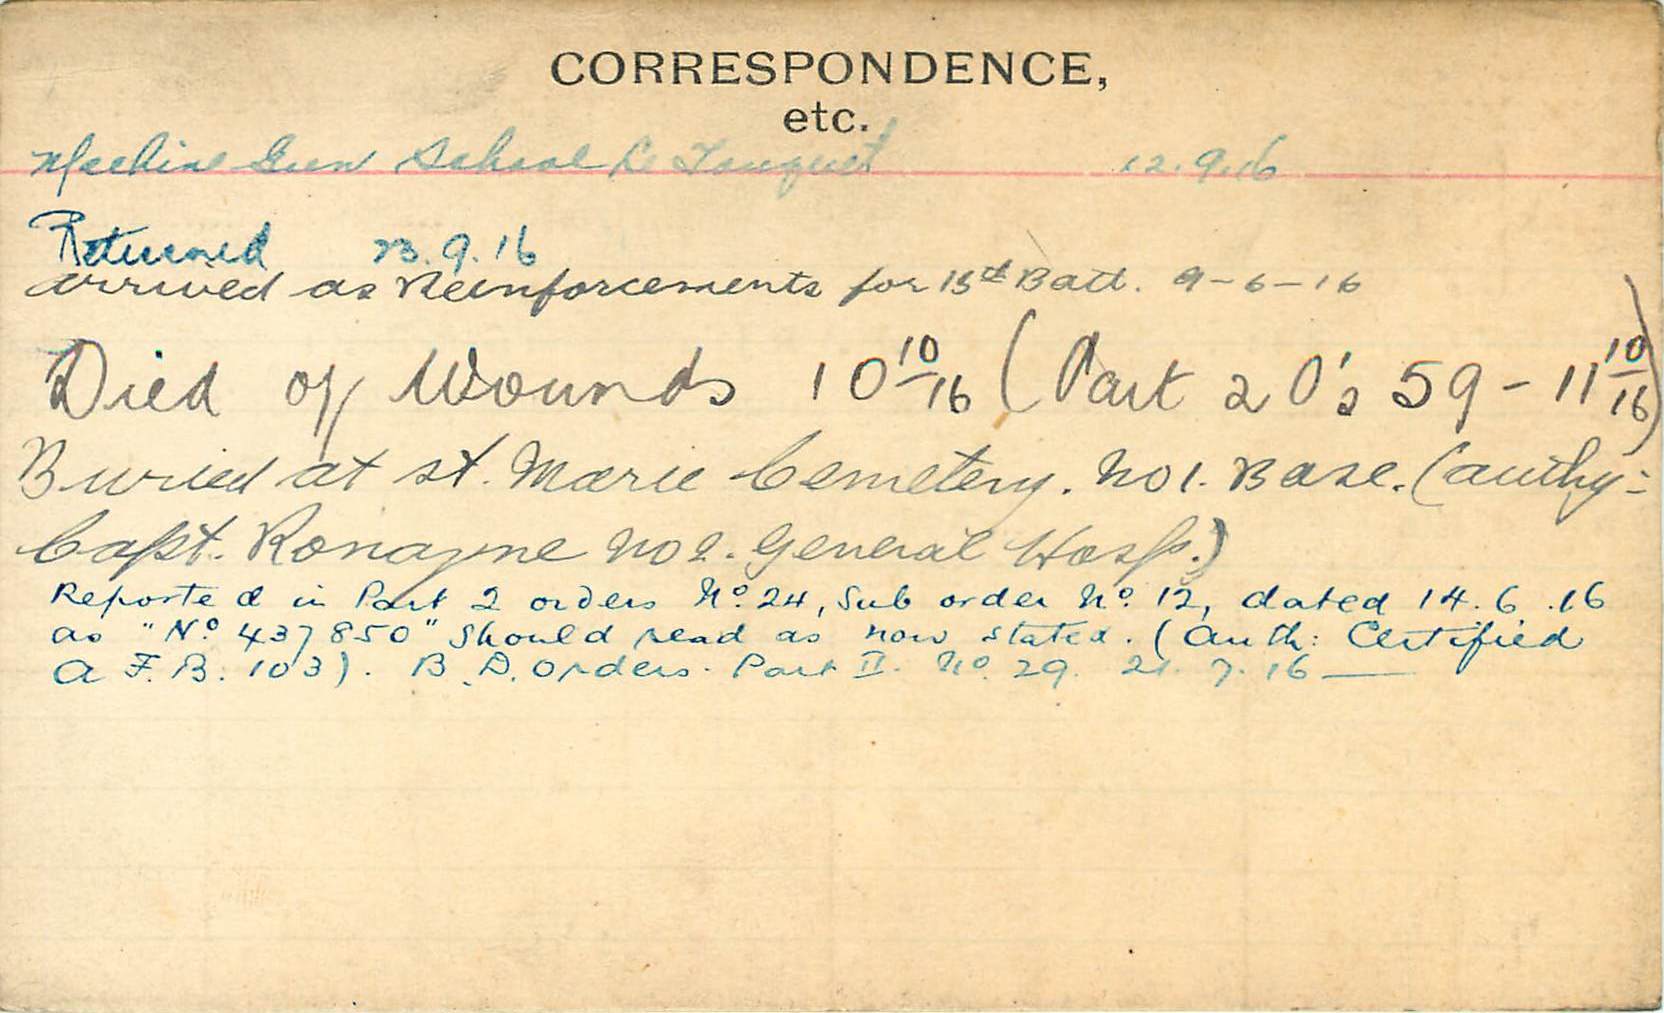 CORRESPONDENCE,
etc.
Machine Gun School Le Touquet 12.9.16
Returned 23.9.16
arrived as Reinforcements for 15th Batt. 9-6-16
Died of Wounds 10 10/16 (Part 2 O's 59 - 11 10/16)
Buried at st. Marie Cemetery. No 1. Base. (authy:-
Capt. Ronayne No 2. General Hosp.)
Reported in Part 2 orders No. 24, Sub order No. 12, dated 14.6.16
as "No. 437850" Should read as now stated. (Auth: Certified
A.F.B. 103). B.D. Orders. Part II. No. 29. 21.7.16 —